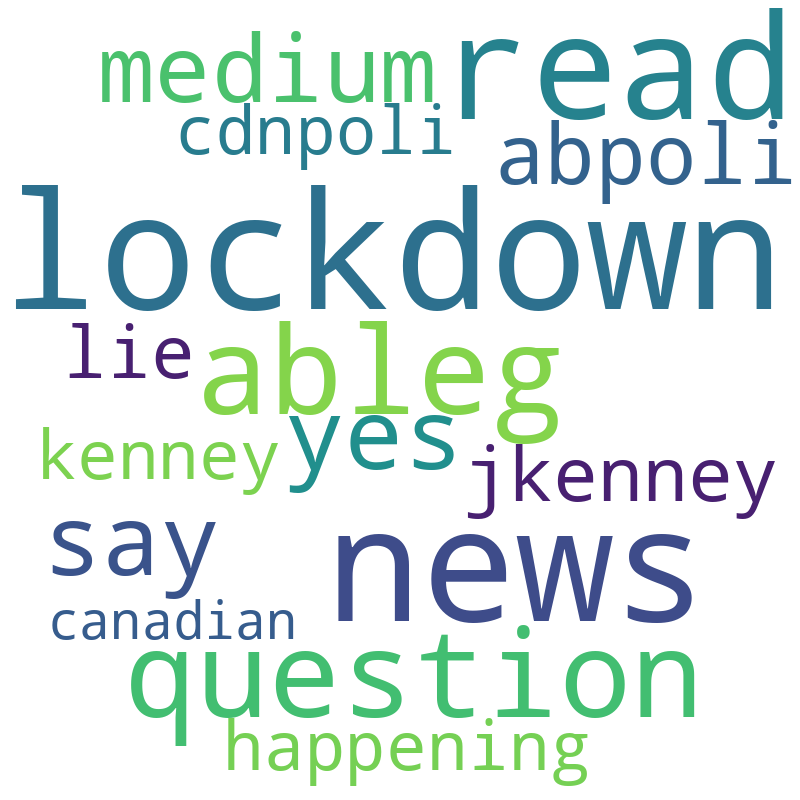 read
medium
cdnpoli
abpoli
lockdown
lie
ableg
yes
kenney
jkenney
say
news
canadian
question
happening